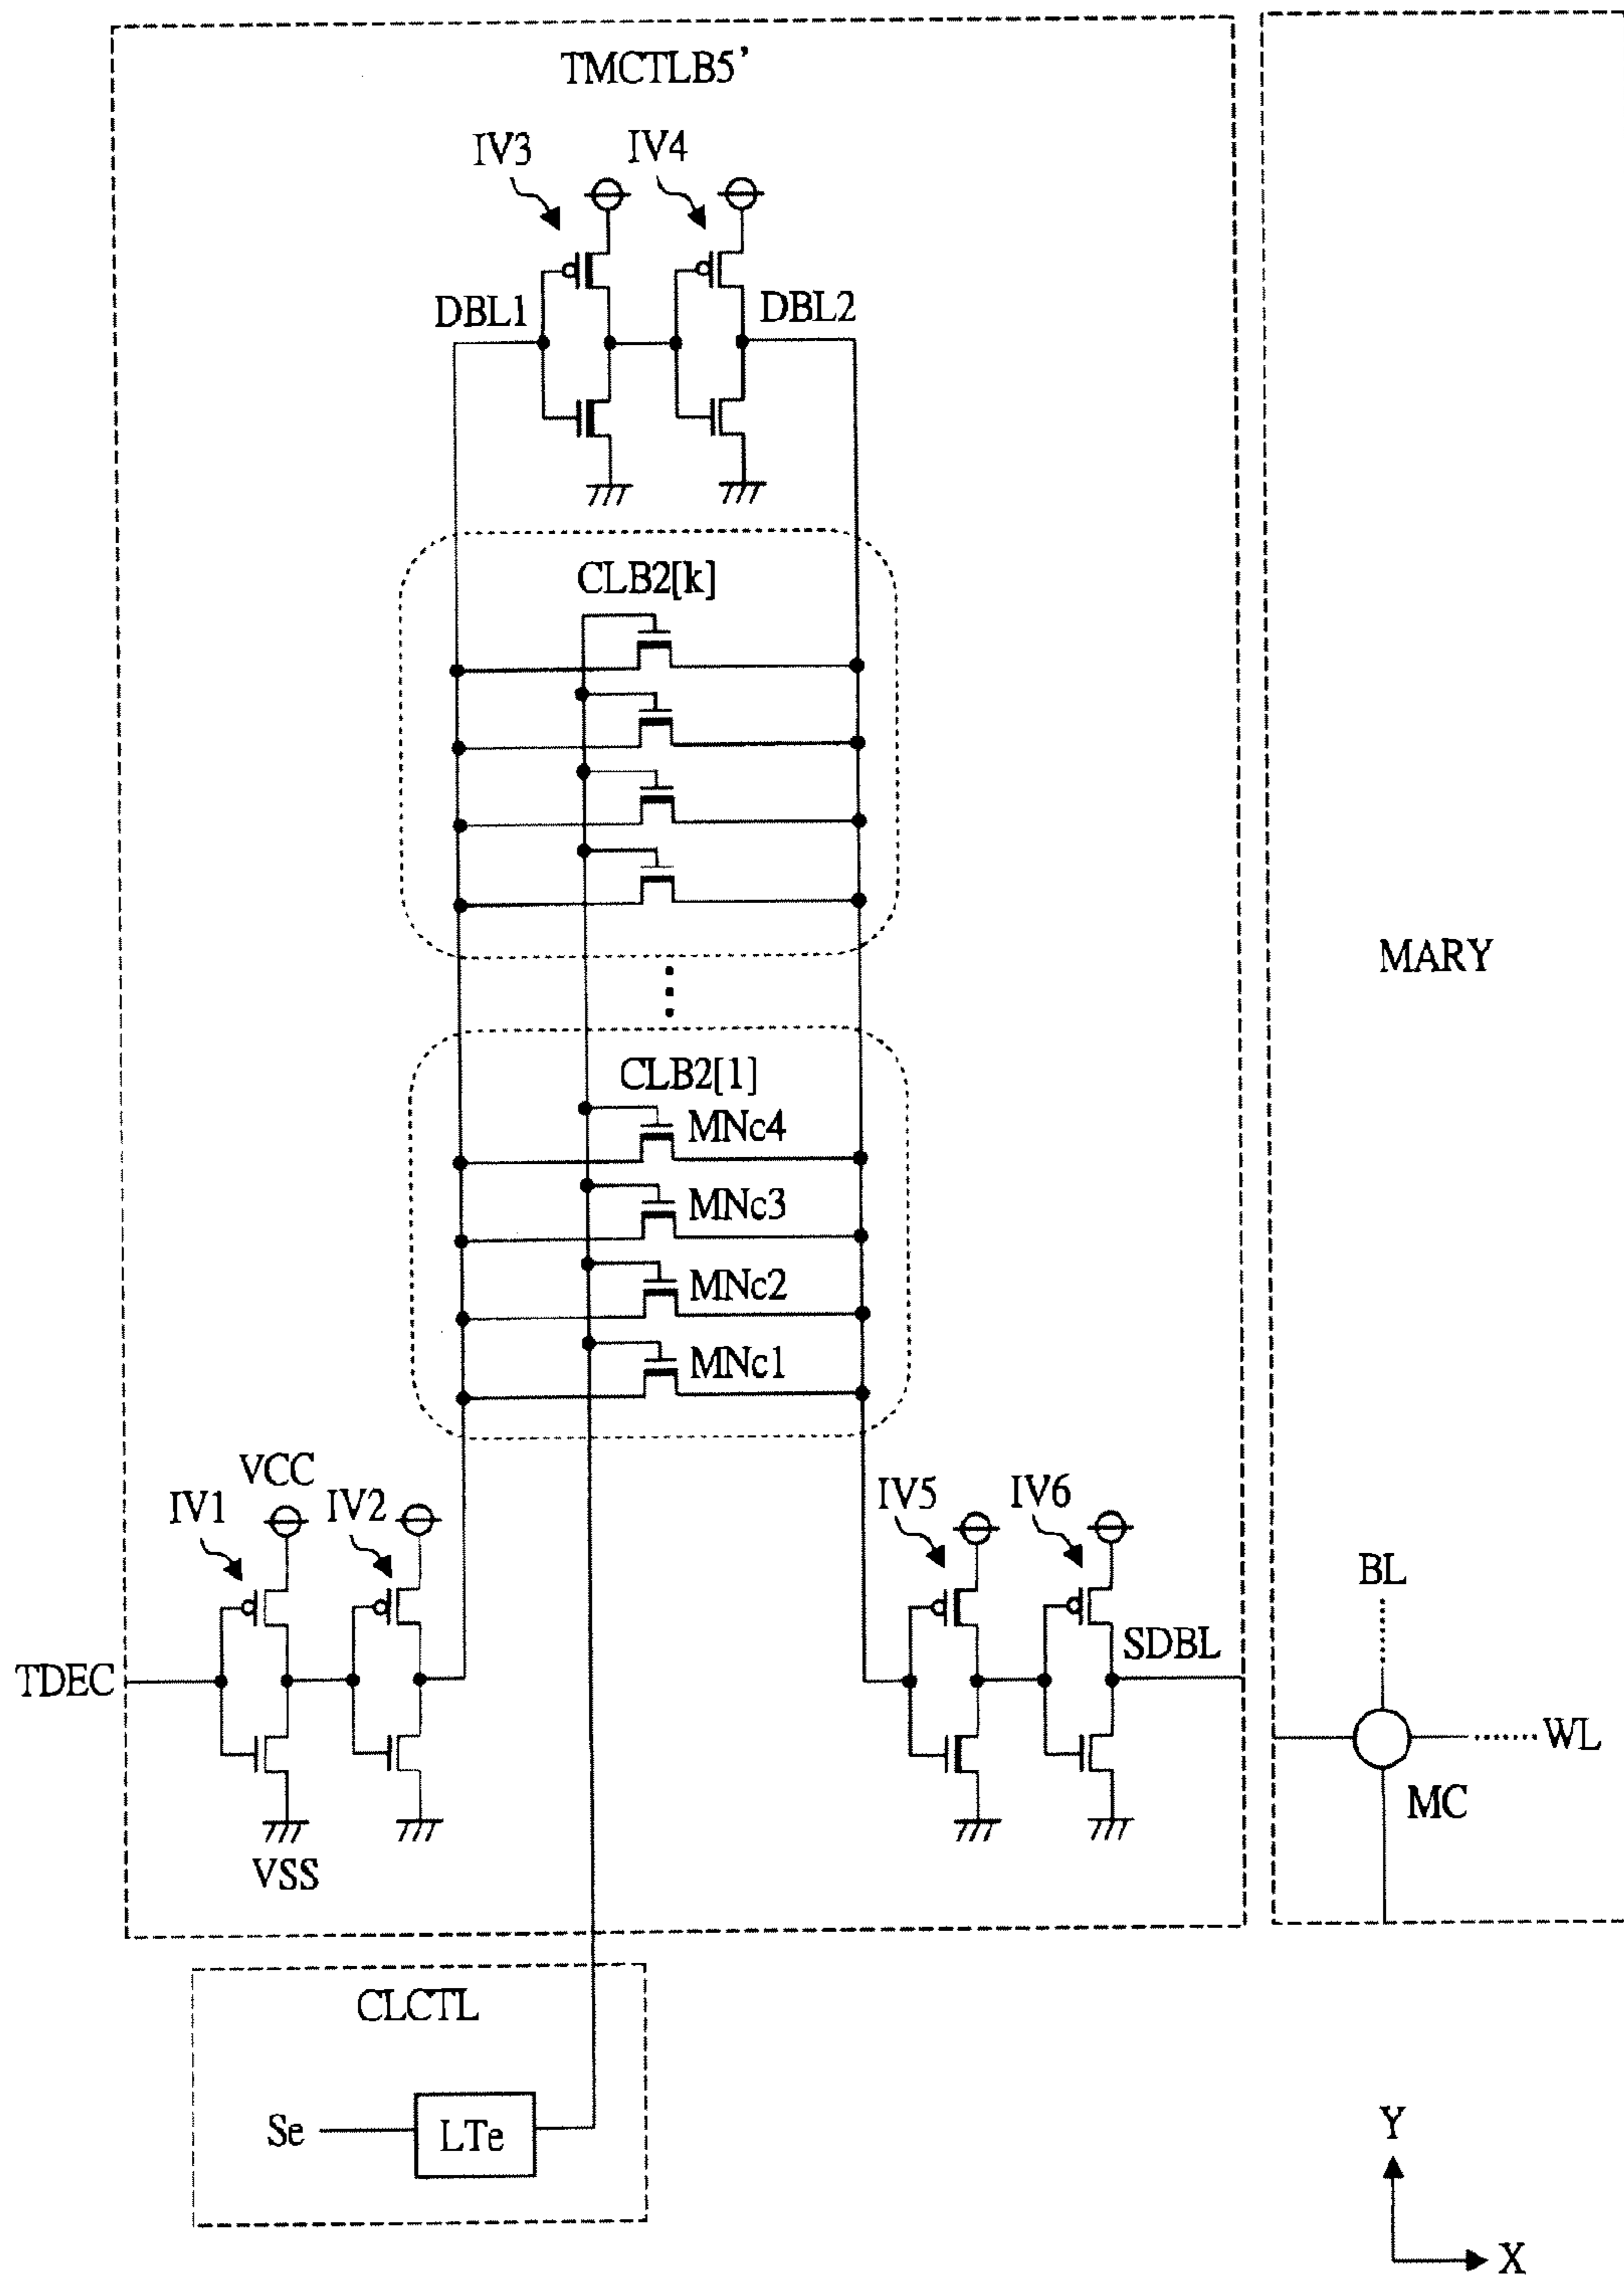 TMCTLB5’
IV3
IV4
DBL1
DBL2
CLB2[k]
MARY
CLB2[1]
MNc4
MNc3
MNc2
MNc1
VCC
IV1
IV2
IV5
IV6
BL
TDEC
SDBL
WL
MC
VSS
CLCTL
Se
LTe
Y
X